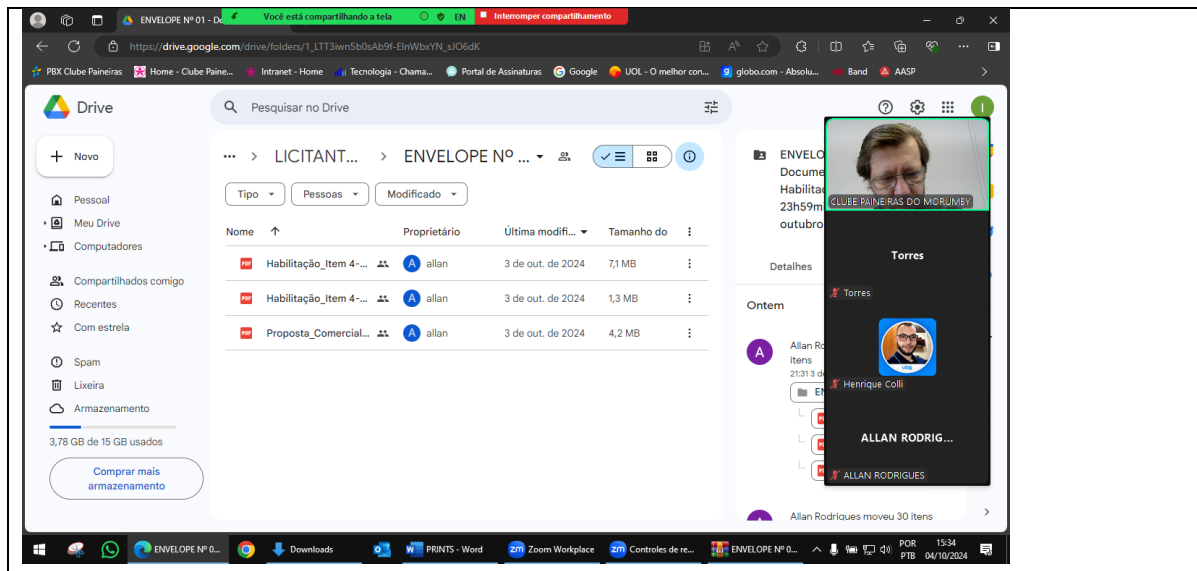 ENVELOPE Nº 01 - Do
Você está compartilhando a tela
EN
Interromper compartilhamento
https://drive.google.com/drive/folders/1_LTT3iwn5b0sAb9f-EInWbxYN_sJO6dK
PBX Clube Paineiras
Home - Clube Paine...
Intranet - Home
Tecnologia - Chama...
Portal de Assinaturas
Google
UOL - O melhor con...
globo.com - Absolu...
Band
AASP
Drive
Pesquisar no Drive
I
Novo
Pessoal
Meu Drive
Computadores
Compartilhados comigo
Recentes
Com estrela
Spam
Lixeira
Armazenamento
3,78 GB de 15 GB usados
Comprar mais
armazenamento
... > LICITANT... > ENVELOPE Nº ...
Tipo
Pessoas
Modificado
Nome
Proprietário
Última modifi...
Tamanho do
Habilitação_Item 4-... A allan 3 de out. de 2024 7,1 MB
Habilitação_Item 4-... A allan 3 de out. de 2024 1,3 MB
Proposta_Comercial... A allan 3 de out. de 2024 4,2 MB
ENVELO
Docume
Habilitaç
23h59m
outubro
Detalhes
Ontem
A
Allan Ro
itens
21:31 3 de
EN
Allan Rodrigues moveu 30 itens
CLUBE PAINEIRAS DO MORUMBY
Torres
Torres
Henrique Colli
ALLAN RODRIG...
ALLAN RODRIGUES
ENVELOPE Nº 0...
Downloads
PRINTS - Word
Zoom Workplace
Controles de re...
ENVELOPE Nº 0...
POR
PTB
15:34
04/10/2024